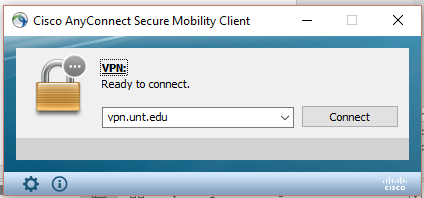 Cisco AnyConnect Secure Mobility Client
VPN:
Ready to connect.
vpn.unt.edu
Connect
CISCO